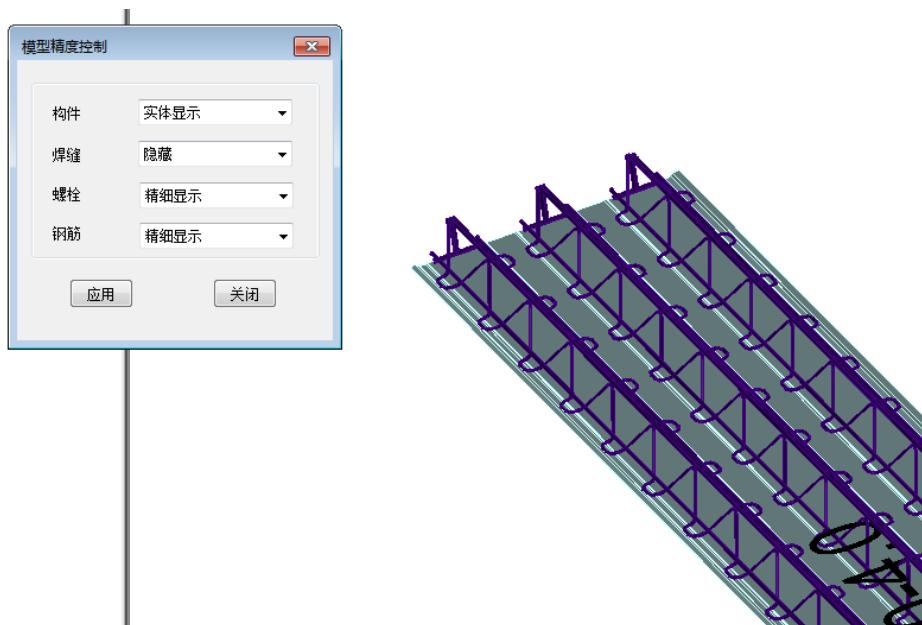 模型精度控制
构件 实体显示
焊缝 隐藏
螺栓 精细显示
钢筋 精细显示
应用 关闭